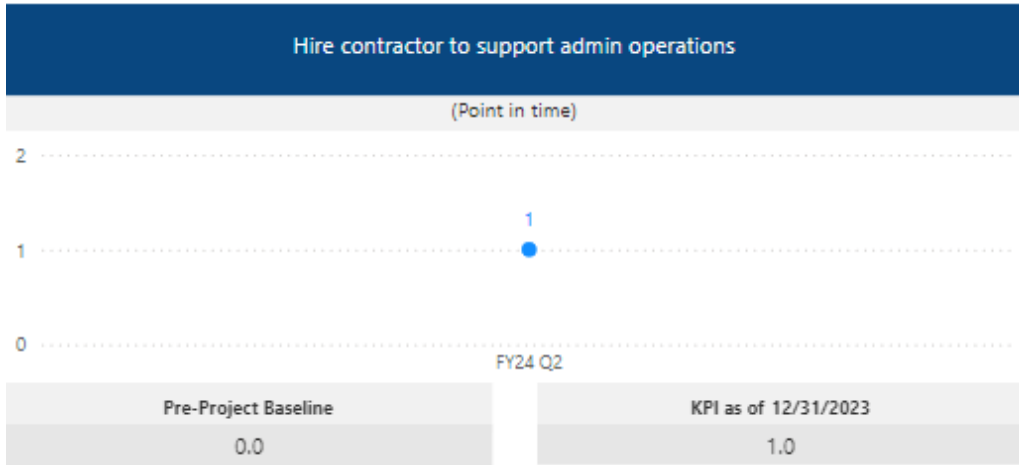 Hire contractor to support admin operations
(Point in time)
2
1
1
0
FY24 Q2
Pre-Project Baseline
KPI as of 12/31/2023
0.0
1.0